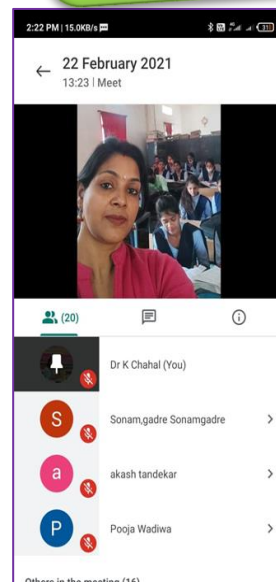 2:22 PM | 15.0KB/s
22 February 2021
13:23 | Meet
(20)
Dr K Chahal (You)
S
Sonam,gadre Sonamgadre
a
akash tandekar
P
Pooja Wadiwa
Others in the meeting (16)